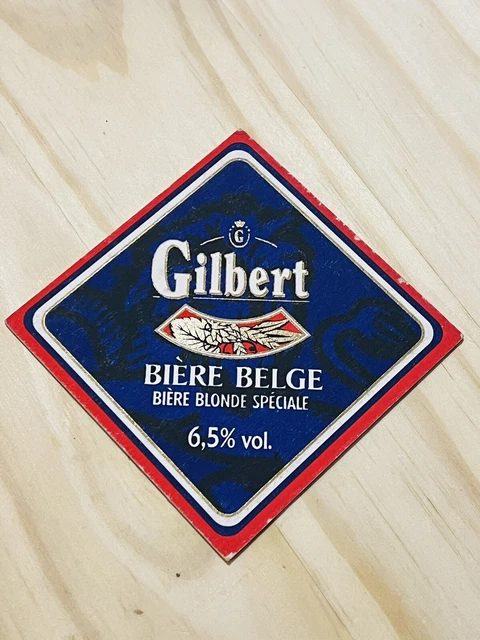 G
Gilbert
BIÈRE BELGE
BIÈRE BLONDE SPÉCIALE
6,5% vol.